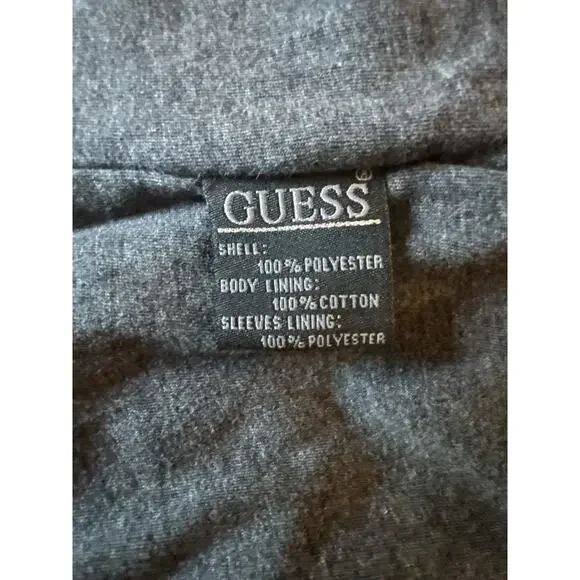 GUESS®
SHELL:
100% POLYESTER
BODY LINING:
100% COTTON
SLEEVES LINING:
100% POLYESTER